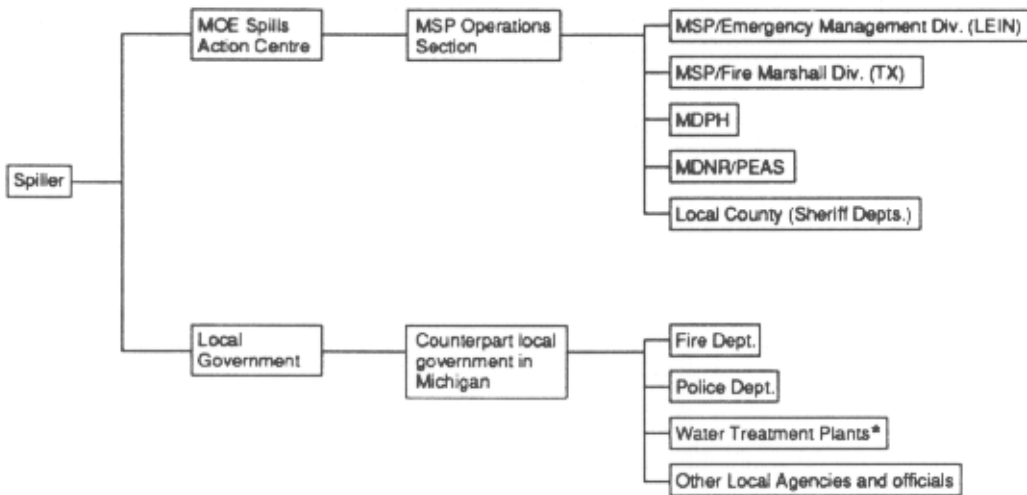 Spiller
MOE Spills
Action Centre
MSP Operations
Section
MSP/Emergency Management Div. (LEIN)
MSP/Fire Marshall Div. (TX)
MDPH
MDNR/PEAS
Local County (Sheriff Depts.)
Local
Government
Counterpart local
government in
Michigan
Fire Dept.
Police Dept.
Water Treatment Plants*
Other Local Agencies and officials